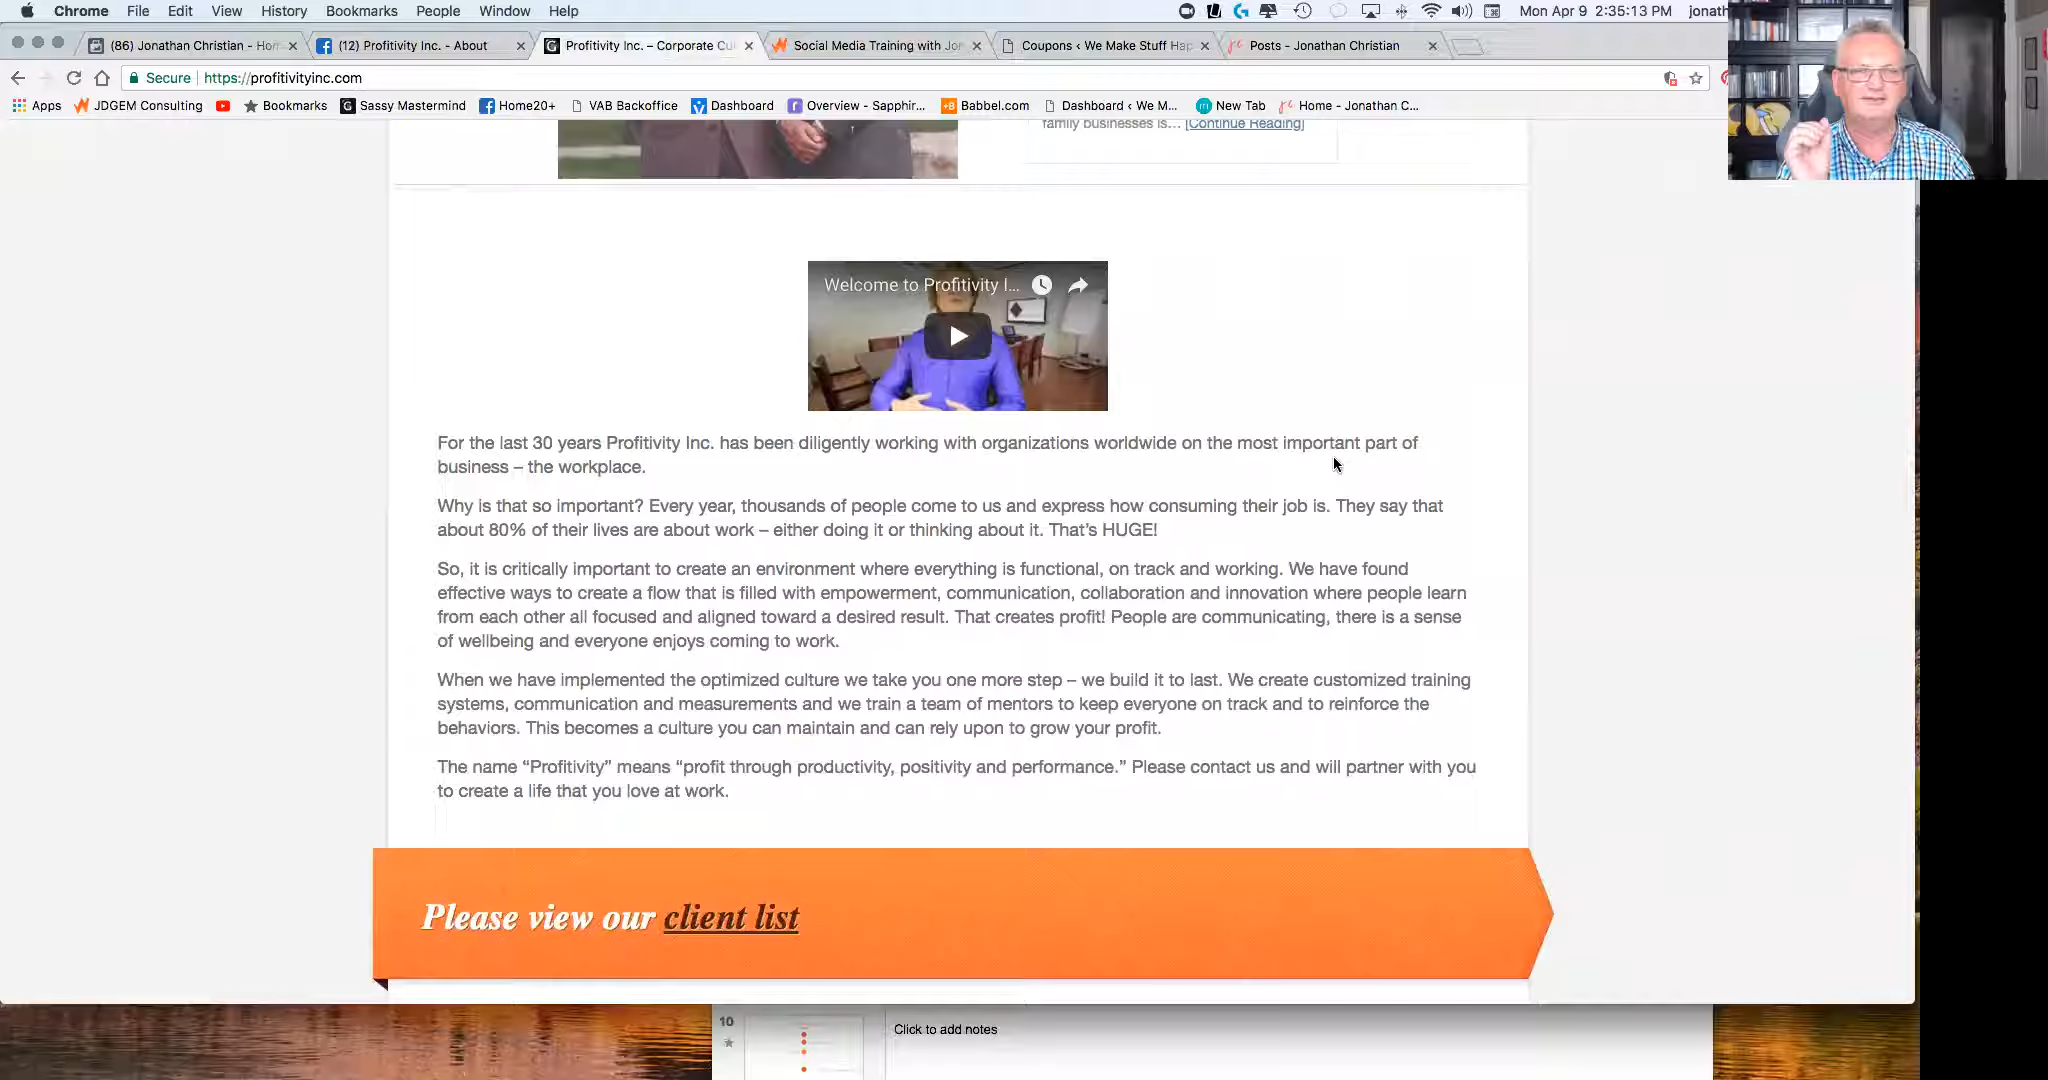 Chrome File Edit View History Bookmarks People Window Help
Mon Apr 9 2:35:13 PM jonath
(86) Jonathan Christian - Hom
(12) Profitivity Inc. - About
Profitivity Inc. – Corporate Cu
Social Media Training with Jon
Coupons ‹ We Make Stuff Hap
Posts - Jonathan Christian
Secure https://profitivityinc.com
Apps JDGEM Consulting Bookmarks Sassy Mastermind Home20+ VAB Backoffice Dashboard Overview - Sapphir... Babbel.com Dashboard ‹ We M... New Tab Home - Jonathan C...
family businesses is... [Continue Reading]
Welcome to Profitivity I...
For the last 30 years Profitivity Inc. has been diligently working with organizations worldwide on the most important part of
business – the workplace.
Why is that so important? Every year, thousands of people come to us and express how consuming their job is. They say that
about 80% of their lives are about work – either doing it or thinking about it. That's HUGE!
So, it is critically important to create an environment where everything is functional, on track and working. We have found
effective ways to create a flow that is filled with empowerment, communication, collaboration and innovation where people learn
from each other all focused and aligned toward a desired result. That creates profit! People are communicating, there is a sense
of wellbeing and everyone enjoys coming to work.
When we have implemented the optimized culture we take you one more step – we build it to last. We create customized training
systems, communication and measurements and we train a team of mentors to keep everyone on track and to reinforce the
behaviors. This becomes a culture you can maintain and can rely upon to grow your profit.
The name “Profitivity” means “profit through productivity, positivity and performance.” Please contact us and will partner with you
to create a life that you love at work.
Please view our client list
10
Click to add notes